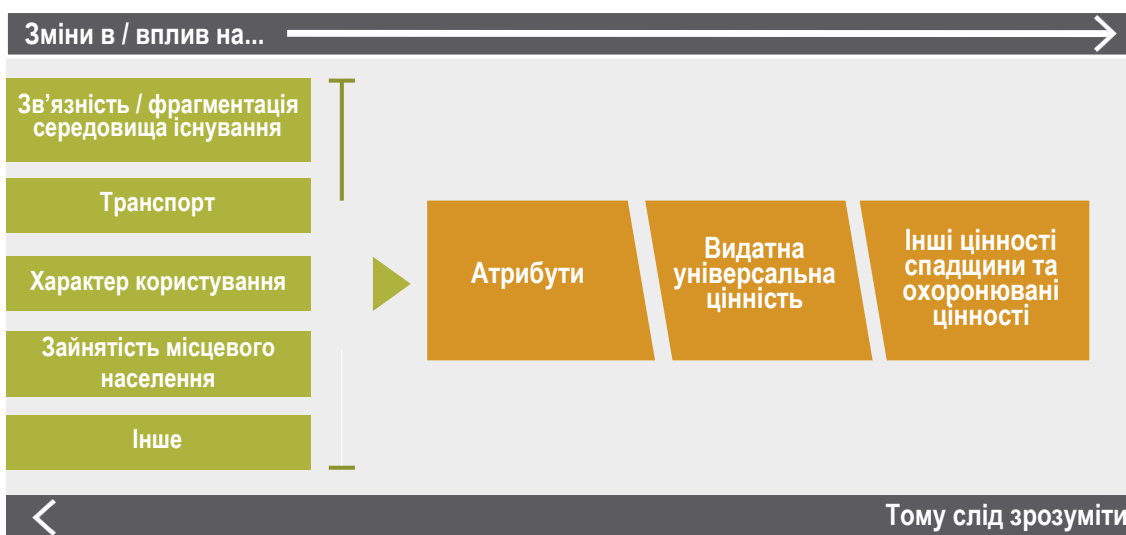 Зміни в / вплив на...
Зв’язність / фрагментація
середовища існування
Транспорт
Характер користування
Зайнятість місцевого
населення
Інше
Атрибути
Видатна
універсальна
цінність
Інші цінності
спадщини та
охоронювані
цінності
Тому слід зрозуміти